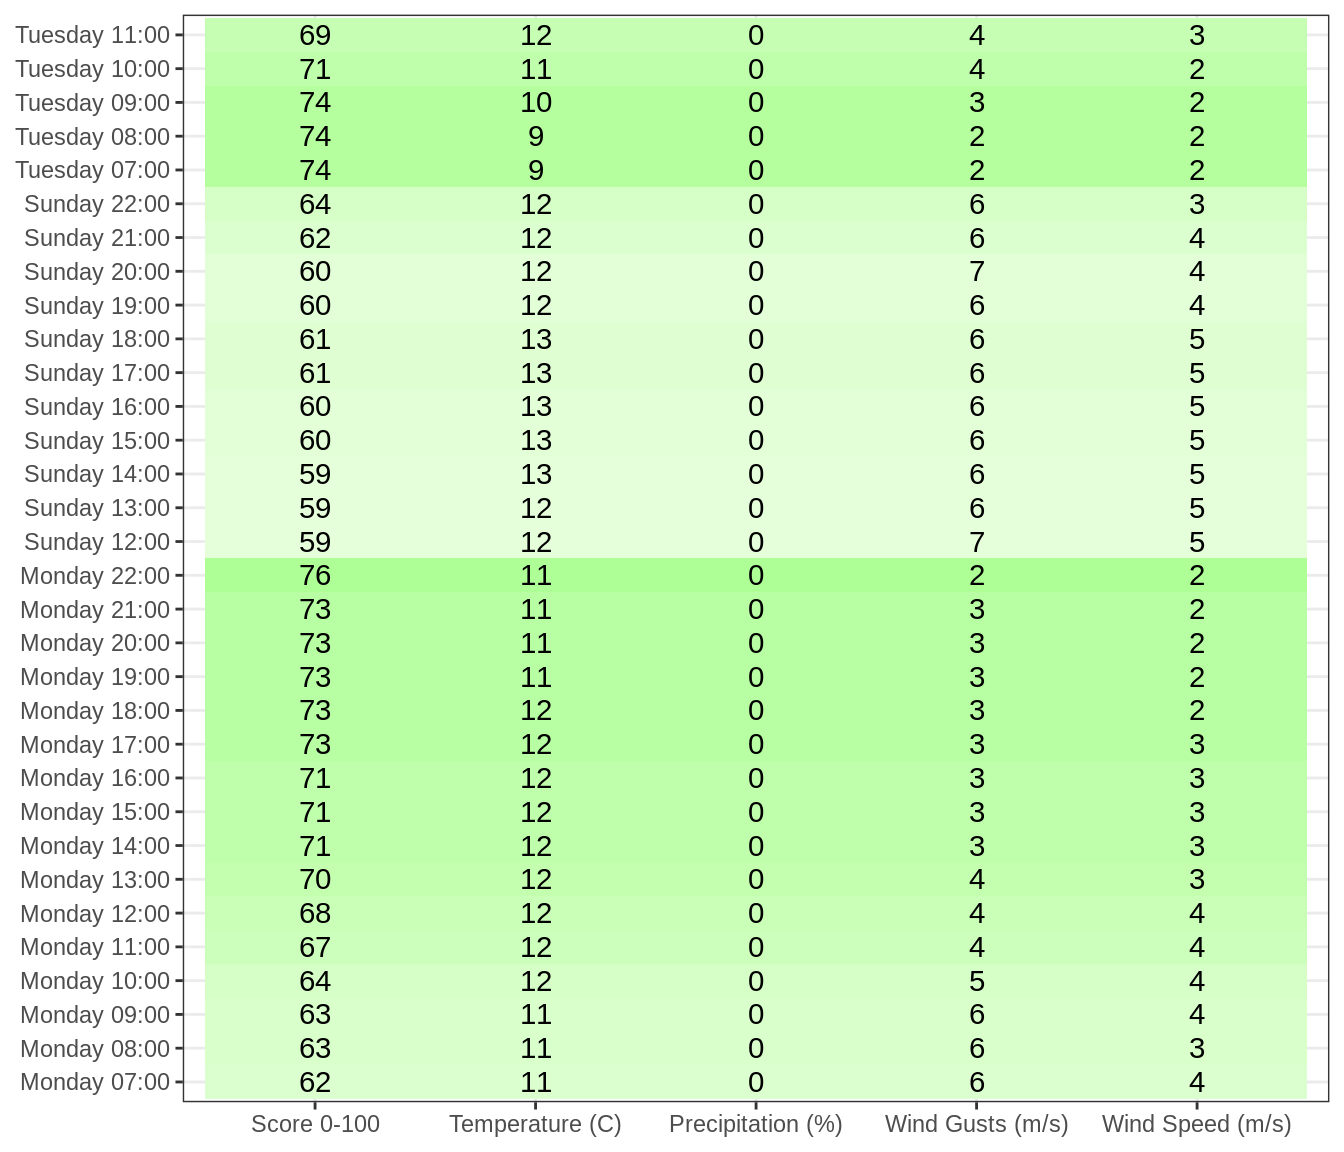 Tuesday 11:00 69 12 0 4 3
Tuesday 10:00 71 11 0 4 2
Tuesday 09:00 74 10 0 3 2
Tuesday 08:00 74 9 0 2 2
Tuesday 07:00 74 9 0 2 2
Sunday 22:00 64 12 0 6 3
Sunday 21:00 62 12 0 6 4
Sunday 20:00 60 12 0 7 4
Sunday 19:00 60 12 0 6 4
Sunday 18:00 61 13 0 6 5
Sunday 17:00 61 13 0 6 5
Sunday 16:00 60 13 0 6 5
Sunday 15:00 60 13 0 6 5
Sunday 14:00 59 13 0 6 5
Sunday 13:00 59 12 0 6 5
Sunday 12:00 59 12 0 7 5
Monday 22:00 76 11 0 2 2
Monday 21:00 73 11 0 3 2
Monday 20:00 73 11 0 3 2
Monday 19:00 73 11 0 3 2
Monday 18:00 73 12 0 3 2
Monday 17:00 73 12 0 3 3
Monday 16:00 71 12 0 3 3
Monday 15:00 71 12 0 3 3
Monday 14:00 71 12 0 3 3
Monday 13:00 70 12 0 4 3
Monday 12:00 68 12 0 4 4
Monday 11:00 67 12 0 4 4
Monday 10:00 64 12 0 5 4
Monday 09:00 63 11 0 6 4
Monday 08:00 63 11 0 6 3
Monday 07:00 62 11 0 6 4
Score 0-100 Temperature (C) Precipitation (%) Wind Gusts (m/s) Wind Speed (m/s)